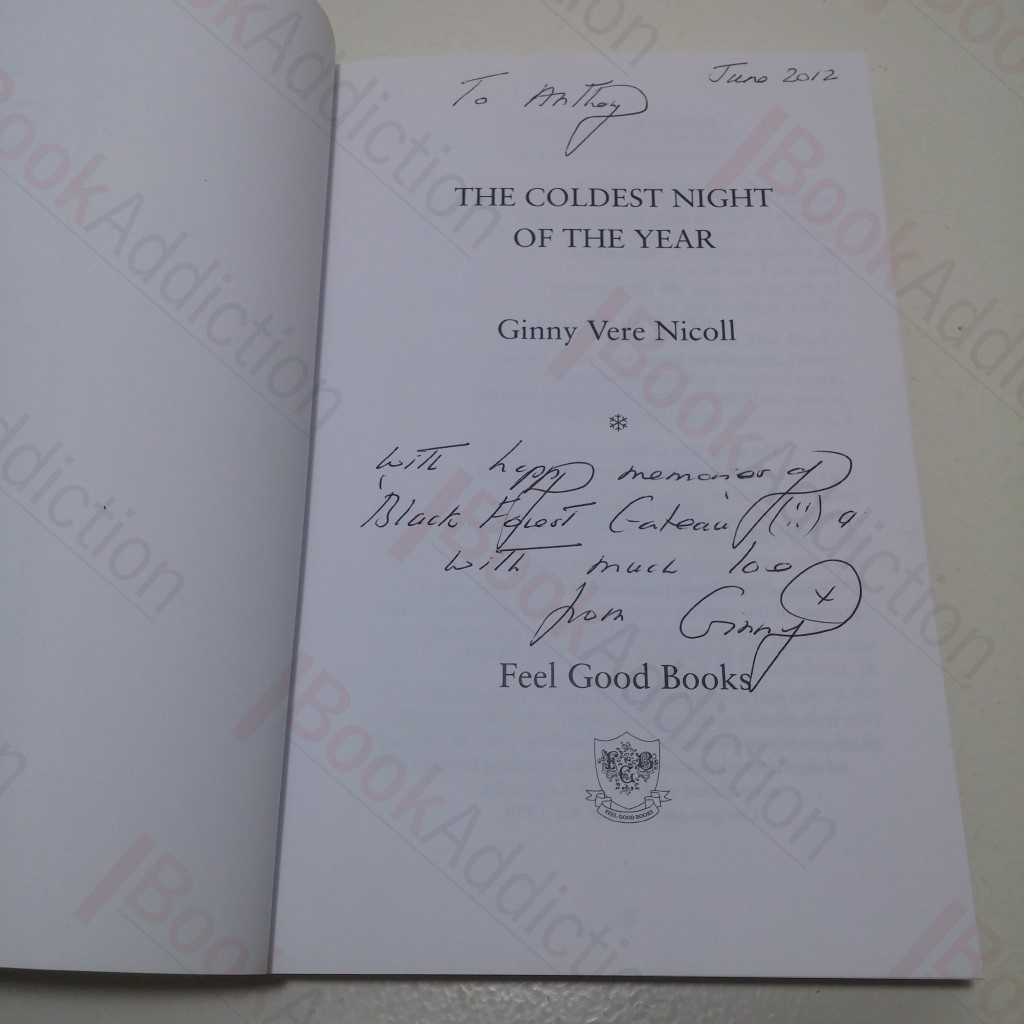 To Anthony
June 2012
THE COLDEST NIGHT
OF THE YEAR
Ginny Vere Nicoll
with happy memories of
Black Forest Gateau (!!) &
with much love
from Ginny x
Feel Good Books
F G B
FEEL GOOD BOOKS
BookAddiction